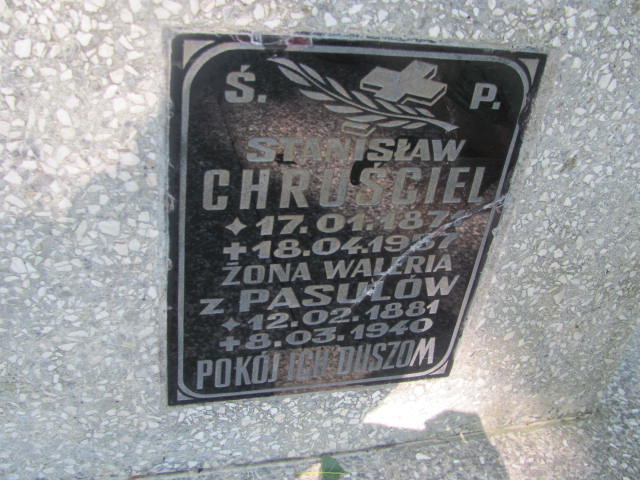 Ś. P.
STANISŁAW
CHRUŚCIEL
17.01.187
18.04.1937
ŻONA WALERIA
z PASULÓW
12.02.1881
8.03.1940
POKÓJ ICH DUSZOM